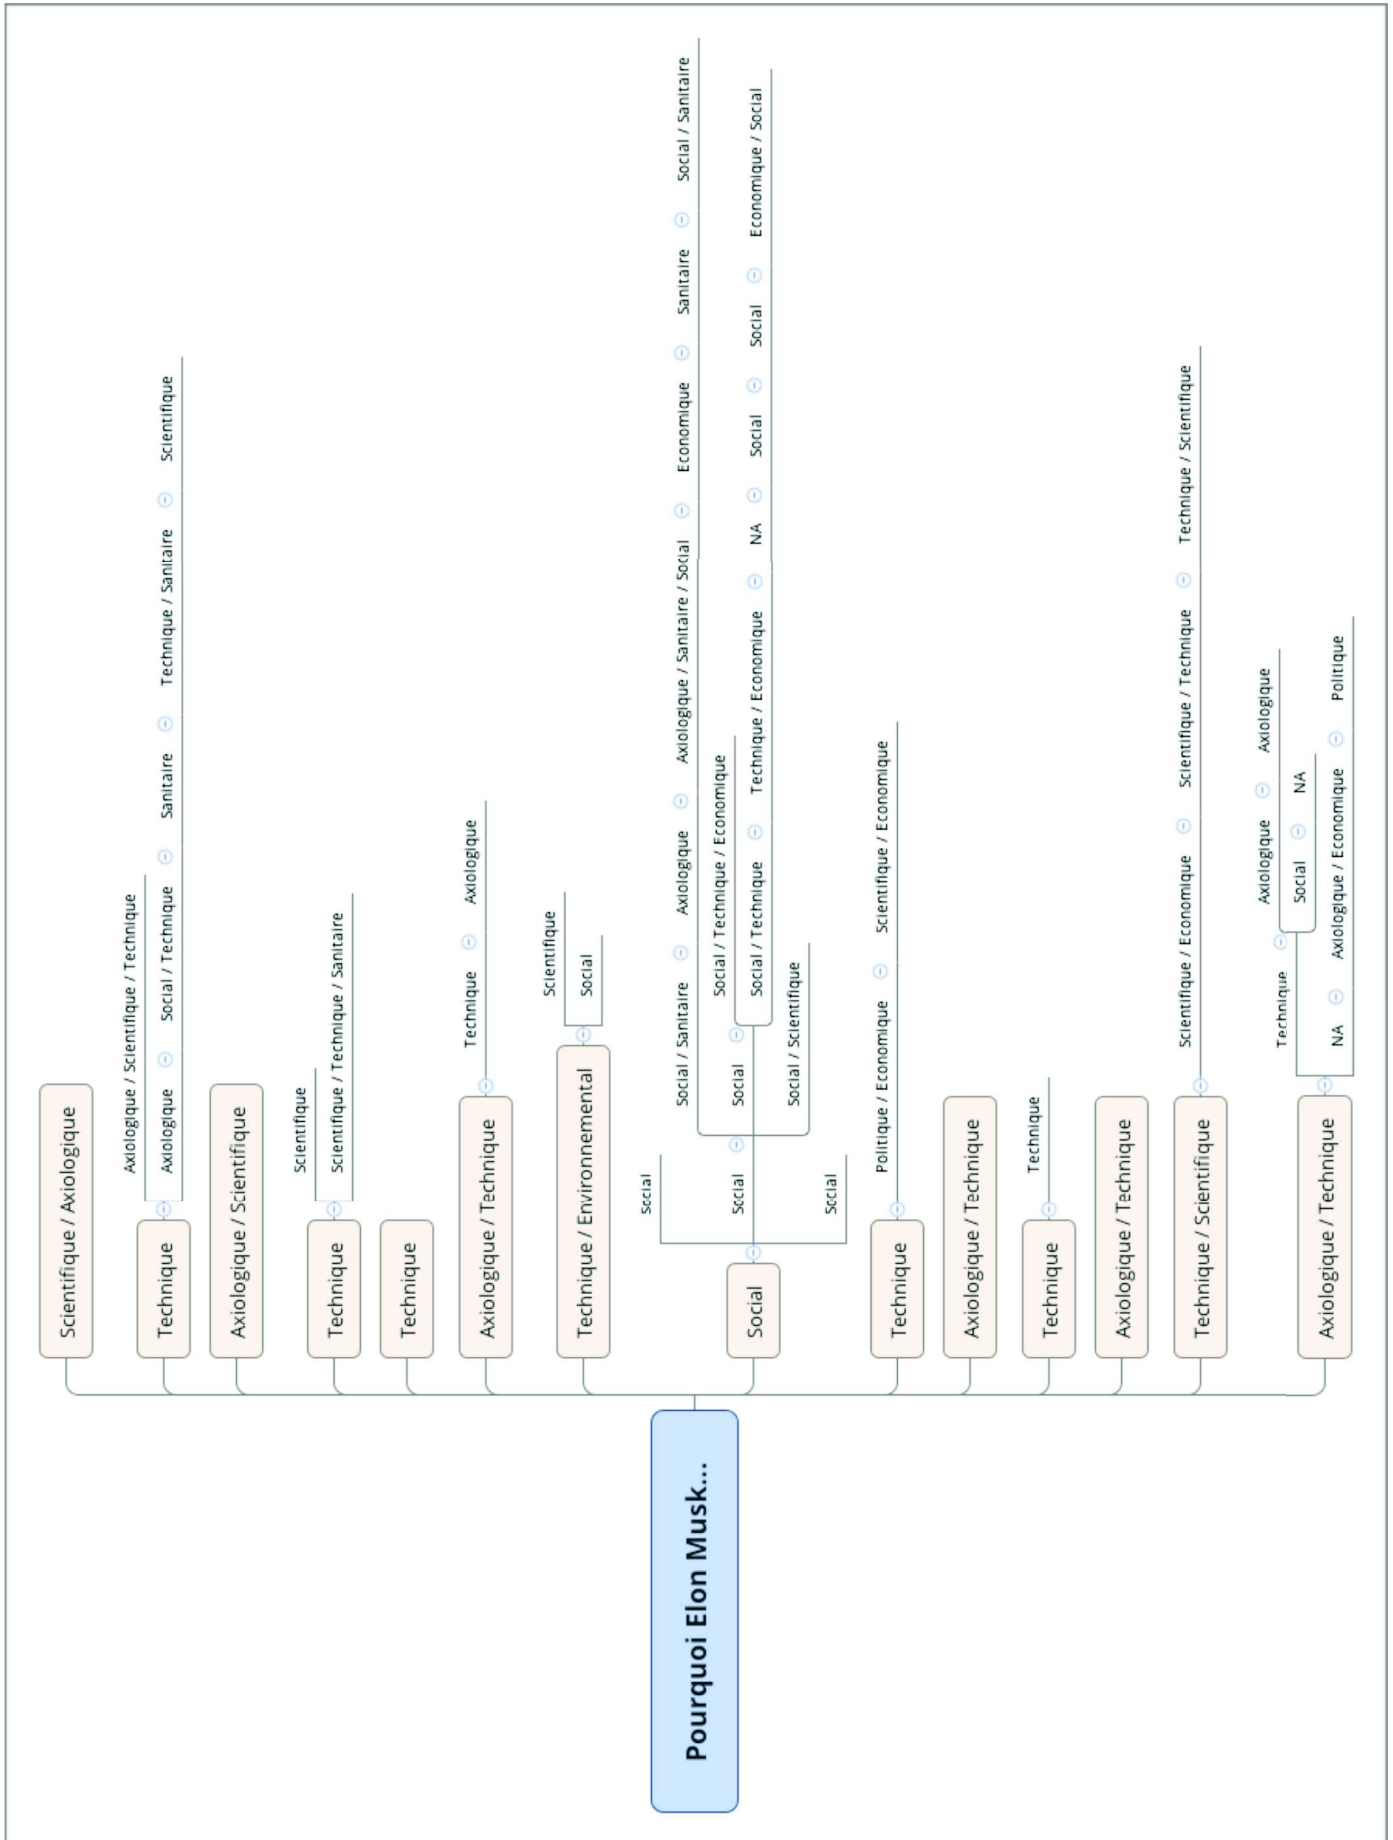 Pourquoi Elon Musk...
Scientifique / Axiologique
Technique
Axiologique / Scientifique / Technique
Axiologique
Social / Technique
Sanitaire
Technique / Sanitaire
Scientifique
Axiologique / Scientifique
Technique
Scientifique
Scientifique / Technique / Sanitaire
Technique
Axiologique / Technique
Technique
Axiologique
Technique / Environnemental
Scientifique
Social
Social
Social
Social
Social / Sanitaire
Axiologique
Axiologique / Sanitaire / Social
Economique
Sanitaire
Social / Sanitaire
Social
Social / Technique / Economique
Social / Technique
Technique / Economique
NA
Social
Social
Economique / Social
Social / Scientifique
Social
Technique
Politique / Economique
Scientifique / Economique
Axiologique / Technique
Technique
Technique
Axiologique / Technique
Technique / Scientifique
Scientifique / Economique
Scientifique / Technique
Technique / Scientifique
Axiologique / Technique
Technique
Axiologique
Axiologique
Social
NA
NA
Axiologique / Economique
Politique